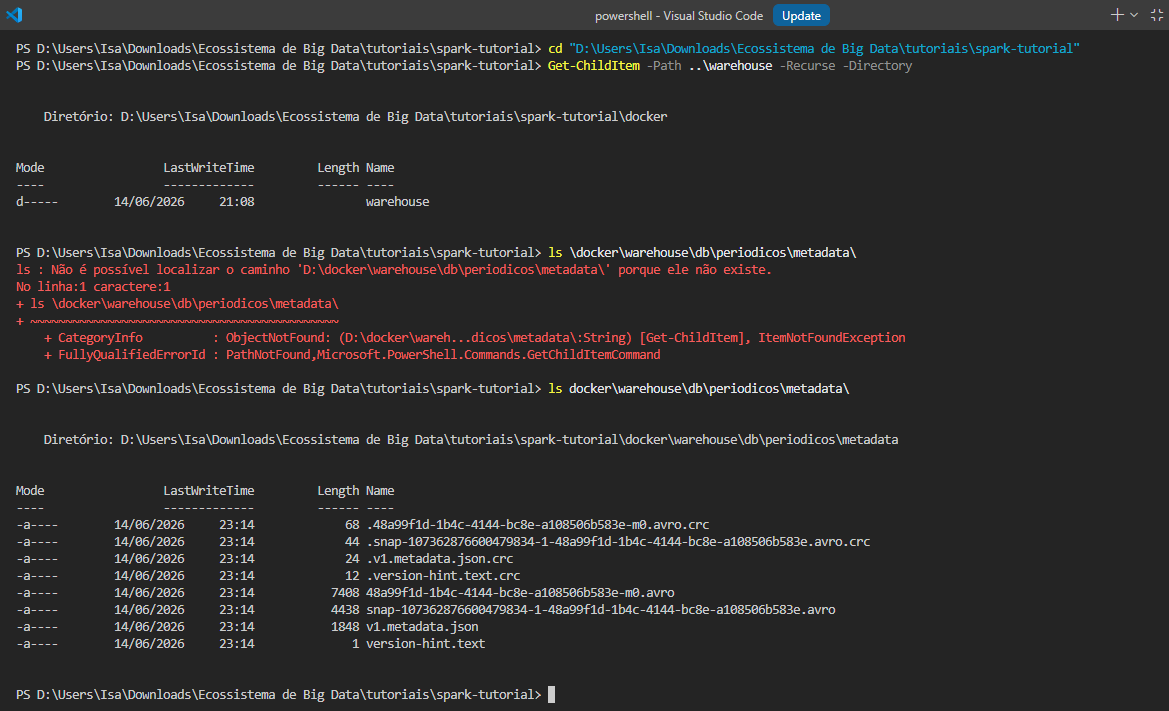 powershell - Visual Studio Code
Update
PS D:\Users\Isa\Downloads\Ecossistema de Big Data\tutoriais\spark-tutorial> cd "D:\Users\Isa\Downloads\Ecossistema de Big Data\tutoriais\spark-tutorial"
PS D:\Users\Isa\Downloads\Ecossistema de Big Data\tutoriais\spark-tutorial> Get-ChildItem -Path ..\warehouse -Recurse -Directory
Diretório: D:\Users\Isa\Downloads\Ecossistema de Big Data\tutoriais\spark-tutorial\docker
Mode LastWriteTime Length Name
---- ------------- ------ ----
d----- 14/06/2026 21:08 warehouse
PS D:\Users\Isa\Downloads\Ecossistema de Big Data\tutoriais\spark-tutorial> ls \docker\warehouse\db\periodicos\metadata\
ls : Não é possível localizar o caminho 'D:\docker\warehouse\db\periodicos\metadata\' porque ele não existe.
No linha:1 caractere:1
+ ls \docker\warehouse\db\periodicos\metadata\
+ ~~~~~~~~~~~~~~~~~~~~~~~~~~~~~~~~~~~~~~~~~~~~
+ CategoryInfo : ObjectNotFound: (D:\docker\wareh...dicos\metadata\:String) [Get-ChildItem], ItemNotFoundException
+ FullyQualifiedErrorId : PathNotFound,Microsoft.PowerShell.Commands.GetChildItemCommand
PS D:\Users\Isa\Downloads\Ecossistema de Big Data\tutoriais\spark-tutorial> ls docker\warehouse\db\periodicos\metadata\
Diretório: D:\Users\Isa\Downloads\Ecossistema de Big Data\tutoriais\spark-tutorial\docker\warehouse\db\periodicos\metadata
Mode LastWriteTime Length Name
---- ------------- ------ ----
-a---- 14/06/2026 23:14 68 .48a99f1d-1b4c-4144-bc8e-a108506b583e-m0.avro.crc
-a---- 14/06/2026 23:14 44 .snap-107362876600479834-1-48a99f1d-1b4c-4144-bc8e-a108506b583e.avro.crc
-a---- 14/06/2026 23:14 24 .v1.metadata.json.crc
-a---- 14/06/2026 23:14 12 .version-hint.text.crc
-a---- 14/06/2026 23:14 7408 48a99f1d-1b4c-4144-bc8e-a108506b583e-m0.avro
-a---- 14/06/2026 23:14 4438 snap-107362876600479834-1-48a99f1d-1b4c-4144-bc8e-a108506b583e.avro
-a---- 14/06/2026 23:14 1848 v1.metadata.json
-a---- 14/06/2026 23:14 1 version-hint.text
PS D:\Users\Isa\Downloads\Ecossistema de Big Data\tutoriais\spark-tutorial>